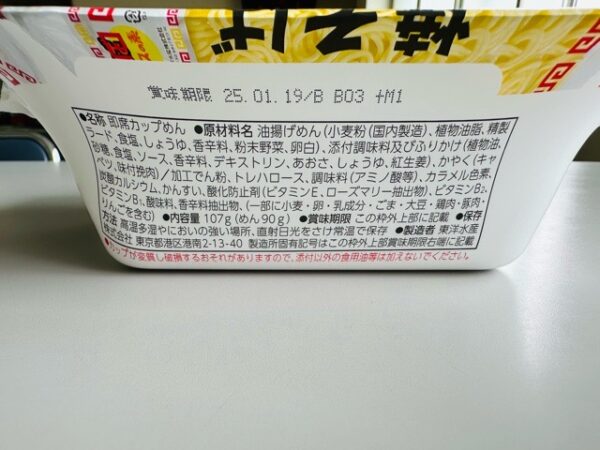 賞味期限 25.01.19/B B03 +M1
●名称 即席カップめん ●原材料名 油揚げめん(小麦粉(国内製造)、植物油脂、精製
ラード、食塩、しょうゆ、香辛料、粉末野菜、卵白)、添付調味料及びふりかけ(植物油、
砂糖、食塩、ソース、香辛料、デキストリン、あおさ、しょうゆ、紅生姜)、かやく(キャ
ベツ、味付挽肉)/加工でん粉、トレハロース、調味料(アミノ酸等)、カラメル色素、
炭酸カルシウム、かんすい、酸化防止剤(ビタミンE、ローズマリー抽出物)、ビタミンB₂、
ビタミンB₁、酸味料、香辛料抽出物、(一部に小麦・卵・乳成分・ごま・大豆・鶏肉・豚肉・
りんごを含む) ●内容量 107g(めん90g) ●賞味期限 この枠外上部に記載 ●保存
方法 高温多湿やにおいの強い場所、直射日光をさけ常温で保存 ●製造者 東洋水産
株式会社 東京都港区港南2-13-40 製造所固有記号はこの枠外上部賞味期限右端に記載
●カップが変質し破損するおそれがありますので、添付以外の食用油等は加えないでください。